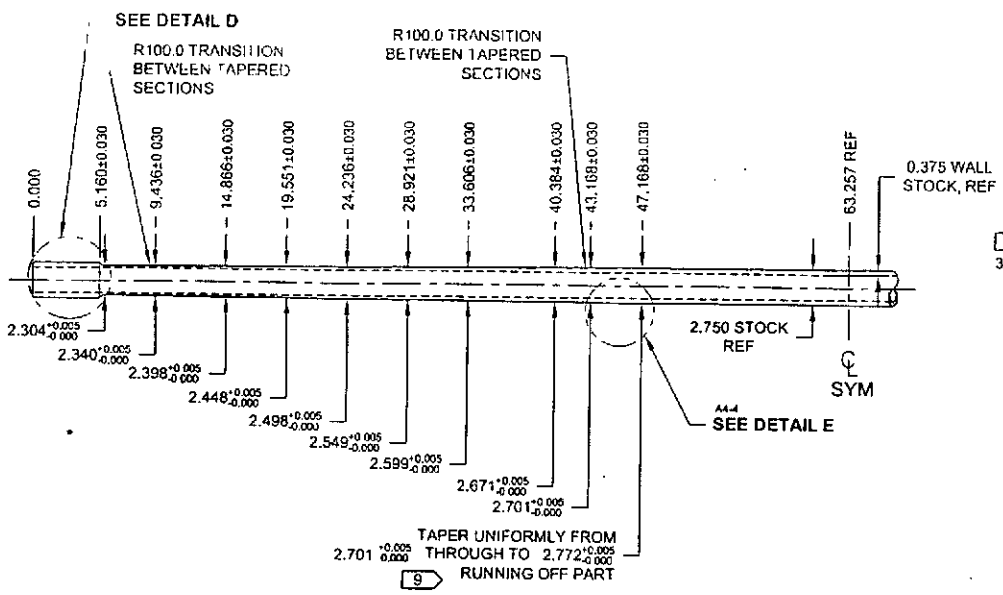 SEE DETAIL D
R100.0 TRANSITION
BETWEEN TAPERED
SECTIONS
R100.0 TRANSITION
BETWEEN TAPERED
SECTIONS
0.000
5.160±0.030
9.436±0.030
14.866±0.030
19.551±0.030
24.236±0.030
28.921±0.030
33.606±0.030
40.384±0.030
43.168±0.030
47.168±0.030
63.257 REF
0.375 WALL
STOCK, REF
3
2.304 +0.005 -0.000
2.340 +0.005 -0.000
2.398 +0.005 -0.000
2.448 +0.005 -0.000
2.498 +0.005 -0.000
2.549 +0.005 -0.000
2.599 +0.005 -0.000
2.671 +0.005 -0.000
2.701 +0.005 -0.000
2.750 STOCK
REF
℄
SYM
A4-4
SEE DETAIL E
TAPER UNIFORMLY FROM
2.701 +0.005 0.000 THROUGH TO 2.772 +0.005 -0.000
9 RUNNING OFF PART